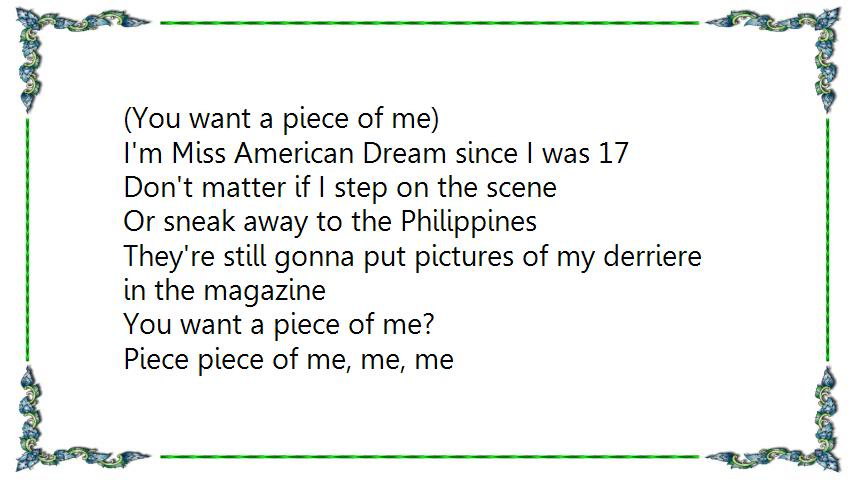 (You want a piece of me)
I'm Miss American Dream since I was 17
Don't matter if I step on the scene
Or sneak away to the Philippines
They're still gonna put pictures of my derriere
in the magazine
You want a piece of me?
Piece piece of me, me, me